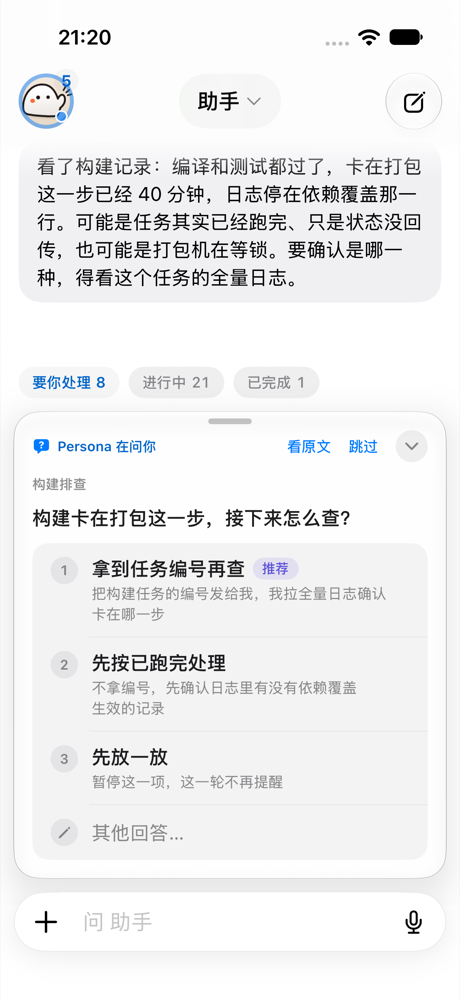 21:20
5
助手
看了构建记录：编译和测试都过了，卡在打包
这一步已经 40 分钟，日志停在依赖覆盖那一
行。可能是任务其实已经跑完、只是状态没回
传，也可能是打包机在等锁。要确认是哪一
种，得看这个任务的全量日志。
要你处理 8
进行中 21
已完成 1
Persona 在问你
看原文
跳过
构建排查
构建卡在打包这一步，接下来怎么查？
1
拿到任务编号再查
推荐
把构建任务的编号发给我，我拉全量日志确认
卡在哪一步
2
先按已跑完处理
不拿编号，先确认日志里有没有依赖覆盖
生效的记录
3
先放一放
暂停这一项，这一轮不再提醒
其他回答...
问 助手